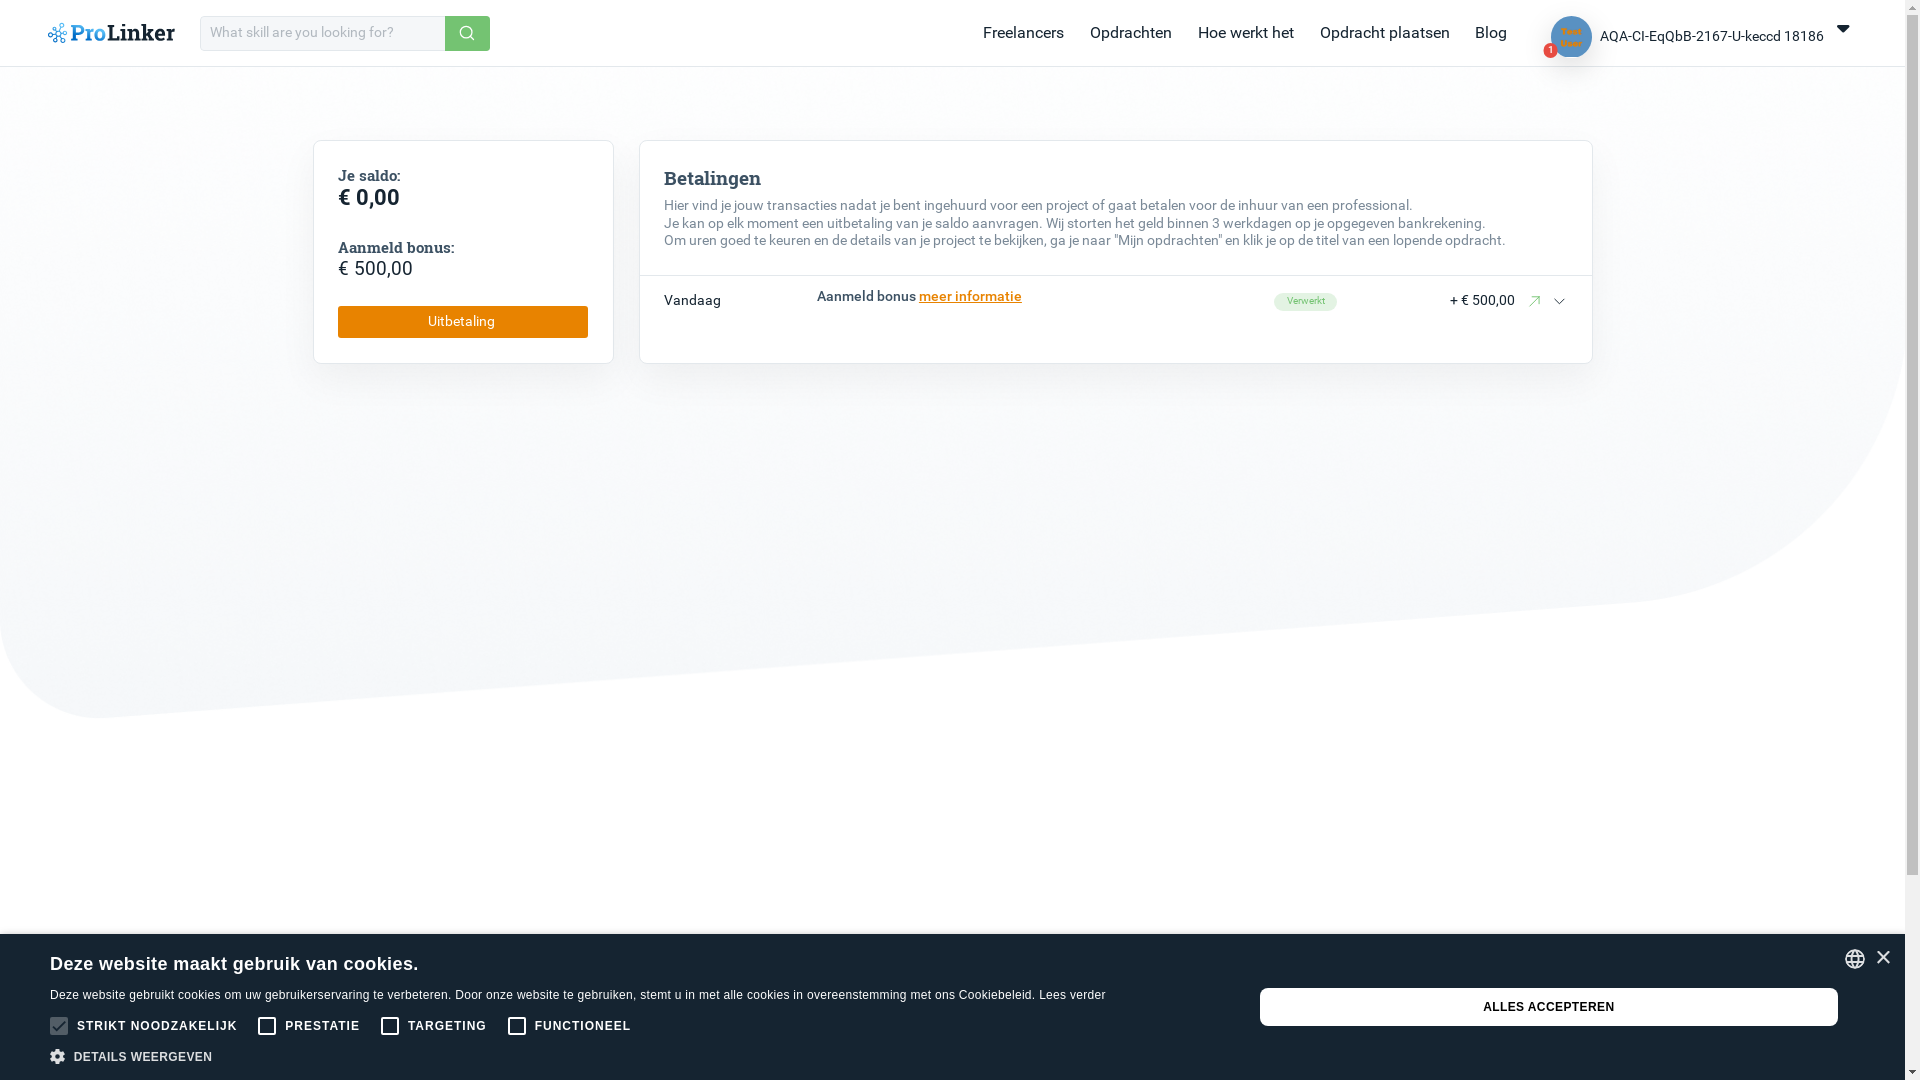 ProLinker
What skill are you looking for?
Freelancers
Opdrachten
Hoe werkt het
Opdracht plaatsen
Blog
Test
User
1
AQA-CI-EqQbB-2167-U-keccd 18186
Je saldo:
€ 0,00
Aanmeld bonus:
€ 500,00
Uitbetaling
Betalingen
Hier vind je jouw transacties nadat je bent ingehuurd voor een project of gaat betalen voor de inhuur van een professional.
Je kan op elk moment een uitbetaling van je saldo aanvragen. Wij storten het geld binnen 3 werkdagen op je opgegeven bankrekening.
Om uren goed te keuren en de details van je project te bekijken, ga je naar "Mijn opdrachten" en klik je op de titel van een lopende opdracht.
Vandaag
Aanmeld bonus meer informatie
Verwerkt
+ € 500,00
Deze website maakt gebruik van cookies.
Deze website gebruikt cookies om uw gebruikerservaring te verbeteren. Door onze website te gebruiken, stemt u in met alle cookies in overeenstemming met ons Cookiebeleid. Lees verder
STRIKT NOODZAKELIJK
PRESTATIE
TARGETING
FUNCTIONEEL
DETAILS WEERGEVEN
ALLES ACCEPTEREN